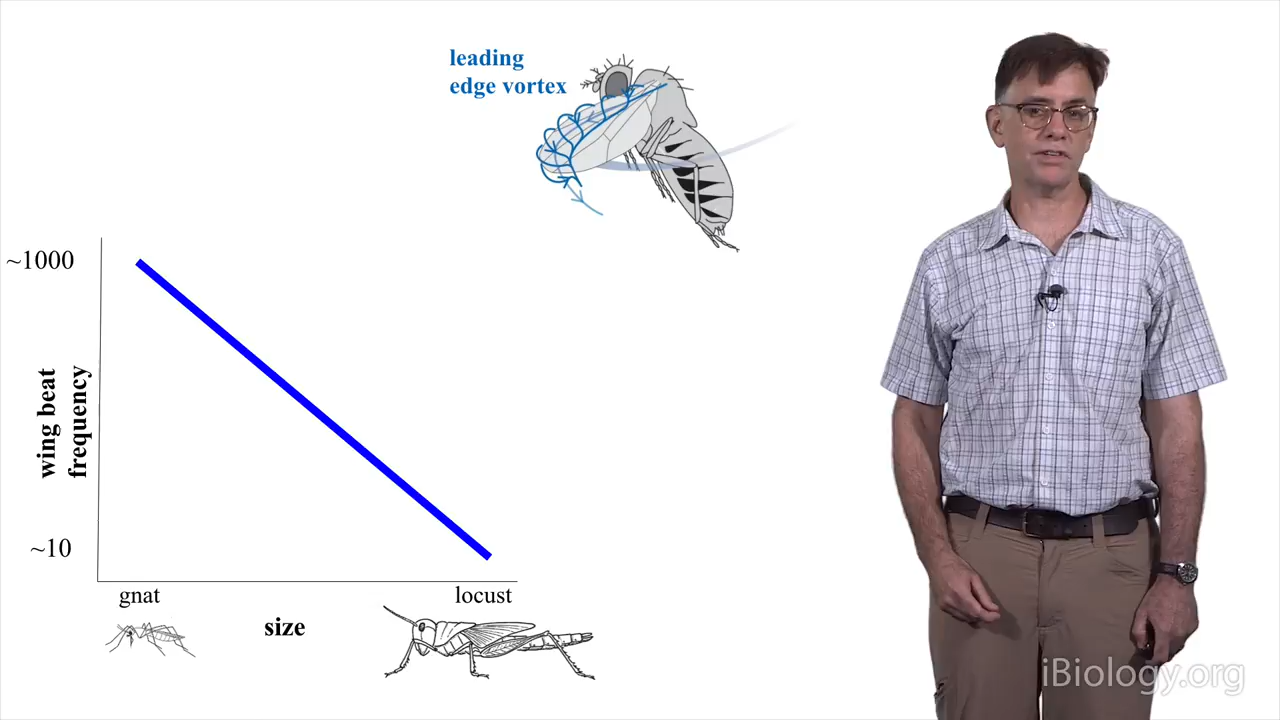 leading
edge vortex
~1000
wing beat
frequency
~10
gnat
locust
size
iBiology.org